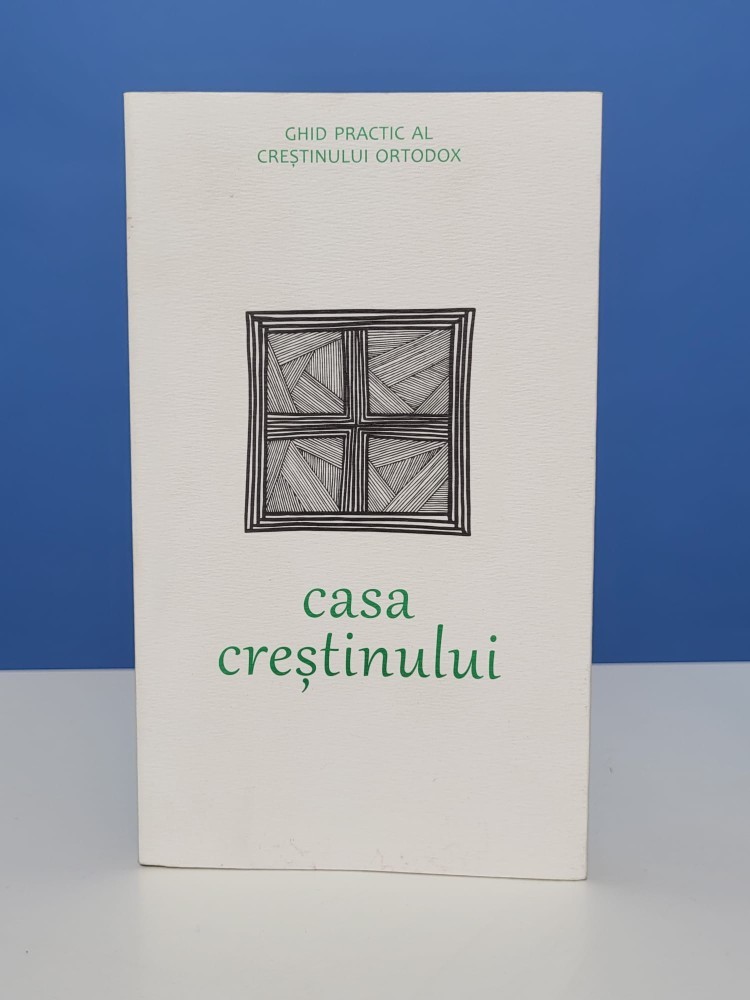 GHID PRACTIC AL
CREȘTINULUI ORTODOX
casa
creștinului